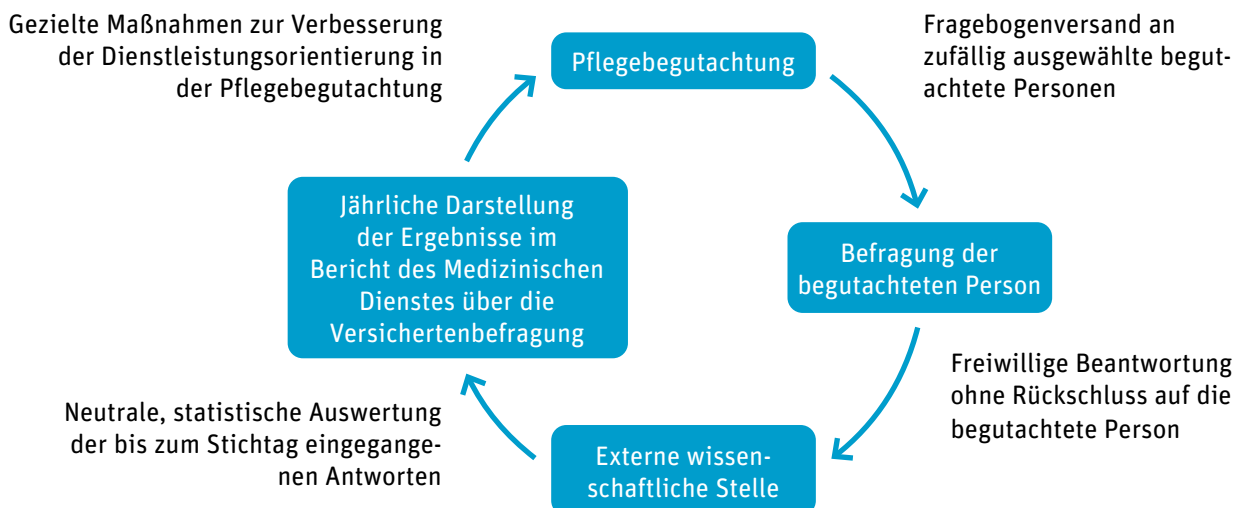 Gezielte Maßnahmen zur Verbesserung
der Dienstleistungsorientierung in
der Pflegebegutachtung
Pflegebegutachtung
Fragebogenversand an
zufällig ausgewählte begut-
achtete Personen
Jährliche Darstellung
der Ergebnisse im
Bericht des Medizinischen
Dienstes über die
Versichertenbefragung
Befragung der
begutachteten Person
Freiwillige Beantwortung
ohne Rückschluss auf die
begutachtete Person
Neutrale, statistische Auswertung
der bis zum Stichtag eingegange-
nen Antworten
Externe wissen-
schaftliche Stelle